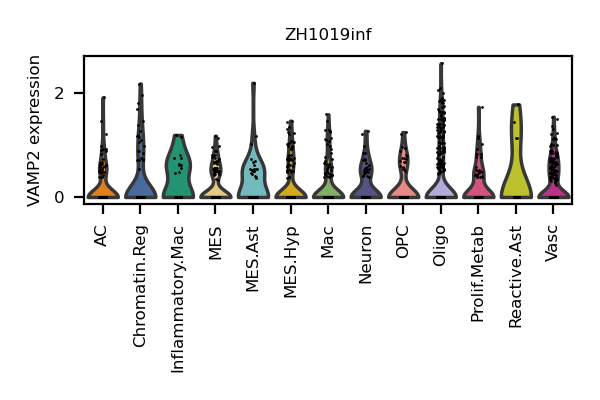 ZH1019inf
VAMP2 expression
2
0
AC
Chromatin.Reg
Inflammatory.Mac
MES
MES.Ast
MES.Hyp
Mac
Neuron
OPC
Oligo
Prolif.Metab
Reactive.Ast
Vasc